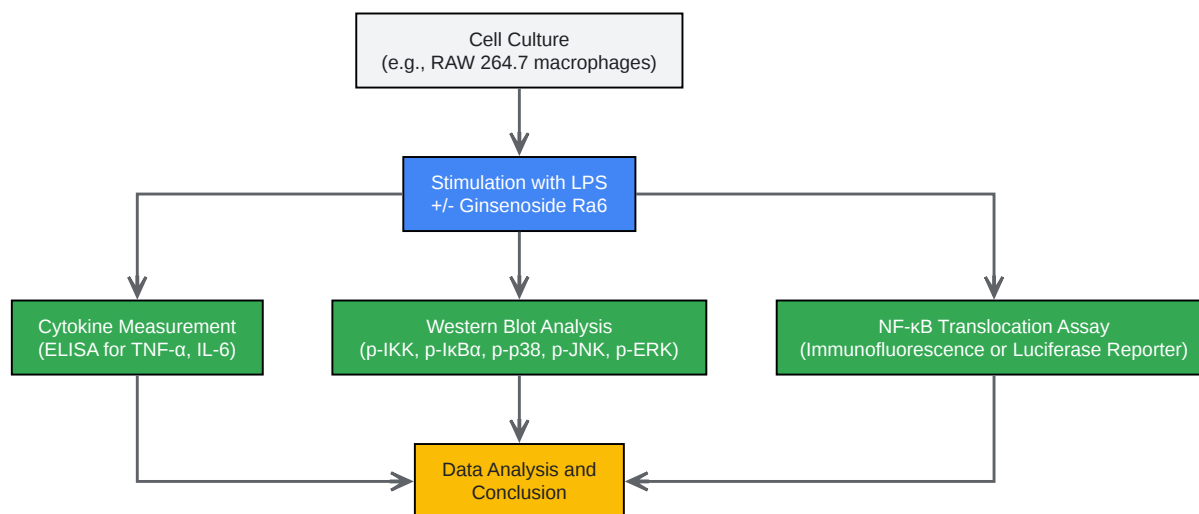 Cell Culture
(e.g., RAW 264.7 macrophages)
Stimulation with LPS
+/- Ginsenoside Ra6
Cytokine Measurement
(ELISA for TNF-α, IL-6)
Western Blot Analysis
(p-IKK, p-IκBα, p-p38, p-JNK, p-ERK)
NF-κB Translocation Assay
(Immunofluorescence or Luciferase Reporter)
Data Analysis and
Conclusion